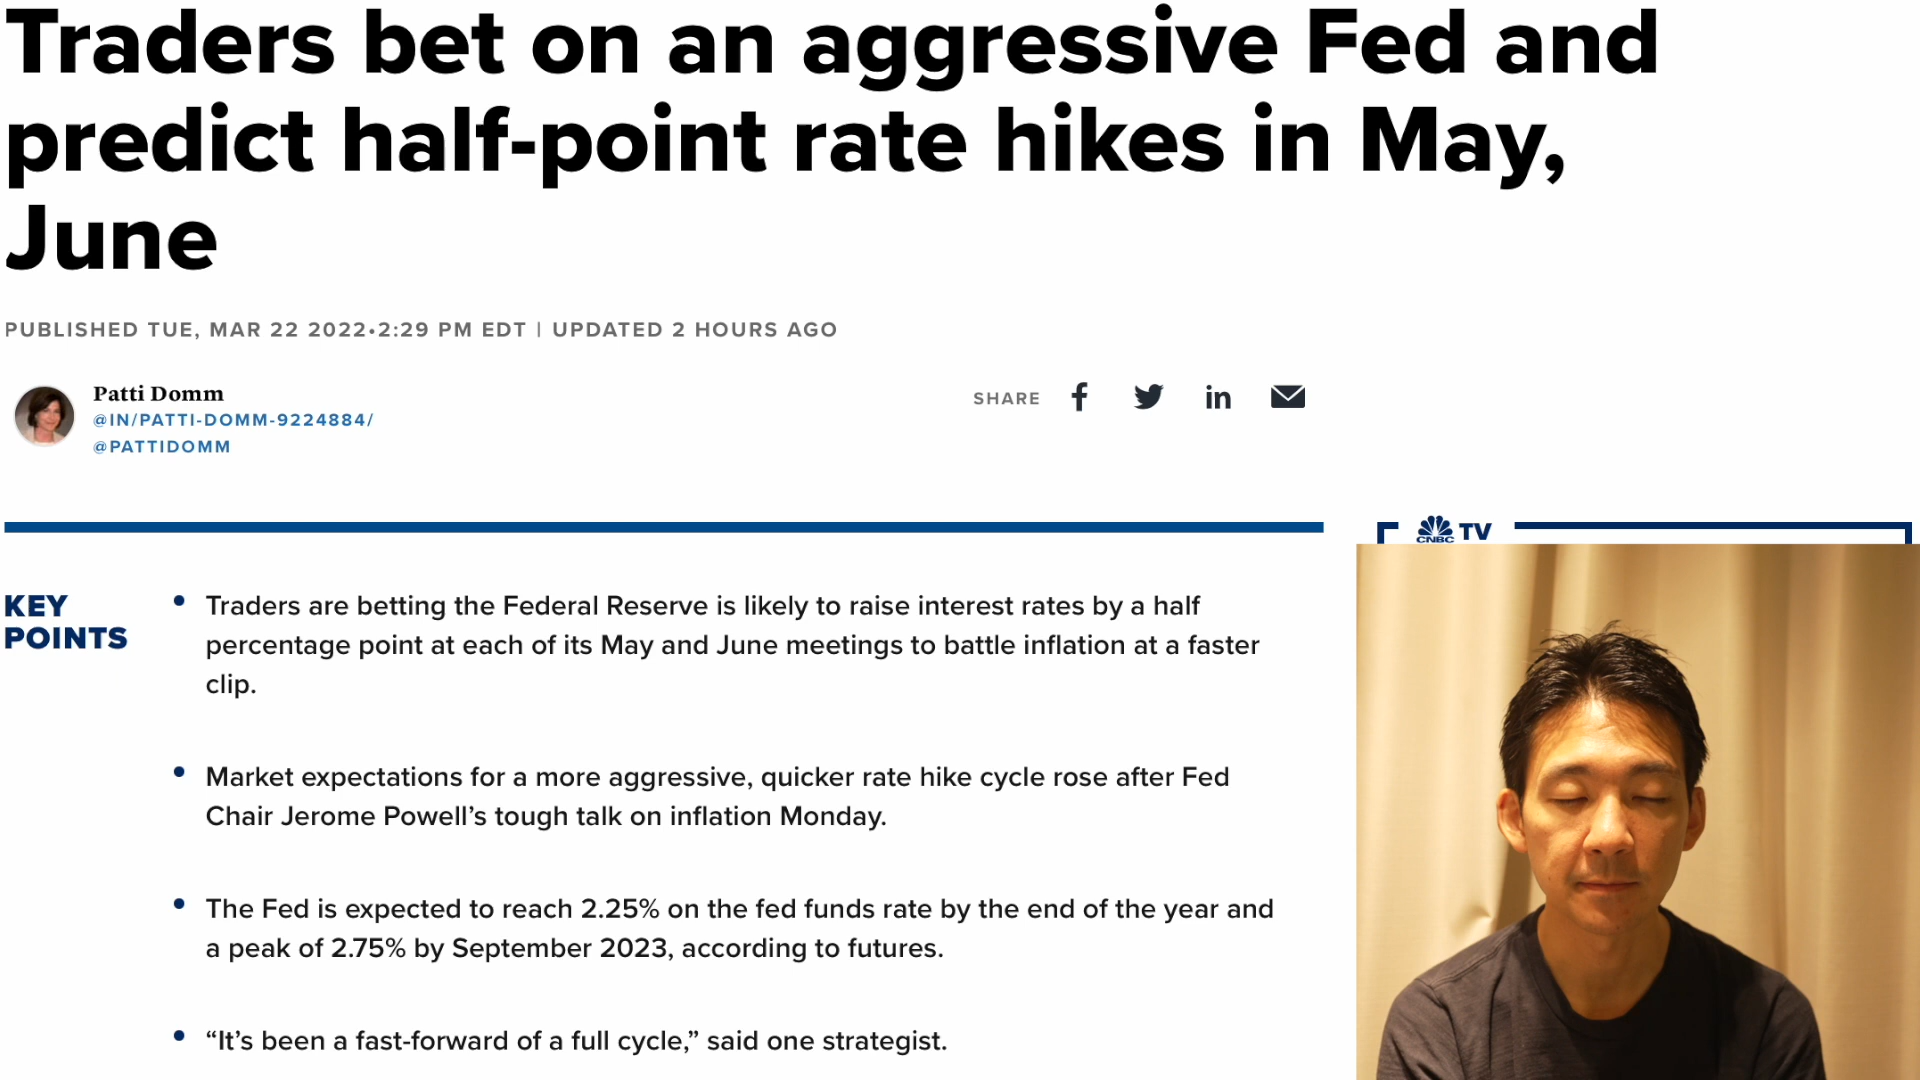 Traders bet on an aggressive Fed and
predict half-point rate hikes in May,
June
PUBLISHED TUE, MAR 22 2022•2:29 PM EDT | UPDATED 2 HOURS AGO
Patti Domm
@IN/PATTI-DOMM-9224884/
@PATTIDOMM
SHARE
CNBC TV
KEY
POINTS
• Traders are betting the Federal Reserve is likely to raise interest rates by a half
percentage point at each of its May and June meetings to battle inflation at a faster
clip.
• Market expectations for a more aggressive, quicker rate hike cycle rose after Fed
Chair Jerome Powell’s tough talk on inflation Monday.
• The Fed is expected to reach 2.25% on the fed funds rate by the end of the year and
a peak of 2.75% by September 2023, according to futures.
• “It’s been a fast-forward of a full cycle,” said one strategist.